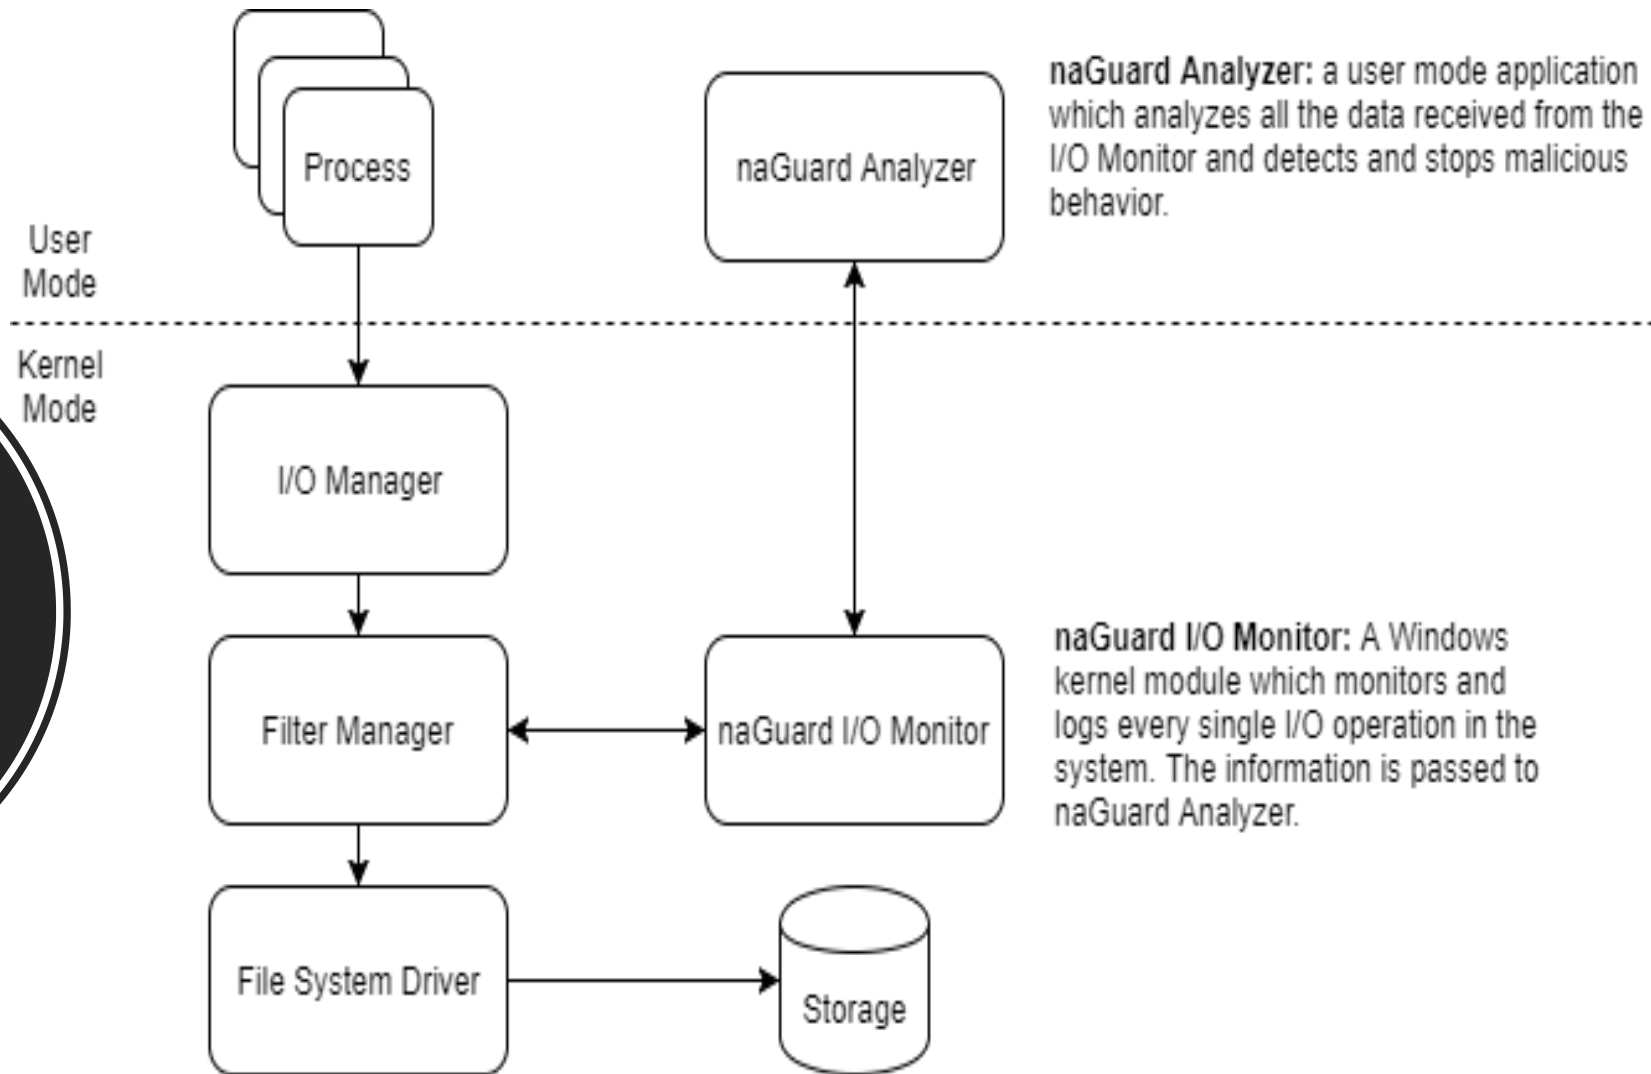 Process
naGuard Analyzer
naGuard Analyzer: a user mode application
which analyzes all the data received from the
I/O Monitor and detects and stops malicious
behavior.
User
Mode
Kernel
Mode
I/O Manager
Filter Manager
naGuard I/O Monitor
naGuard I/O Monitor: A Windows
kernel module which monitors and
logs every single I/O operation in the
system. The information is passed to
naGuard Analyzer.
File System Driver
Storage